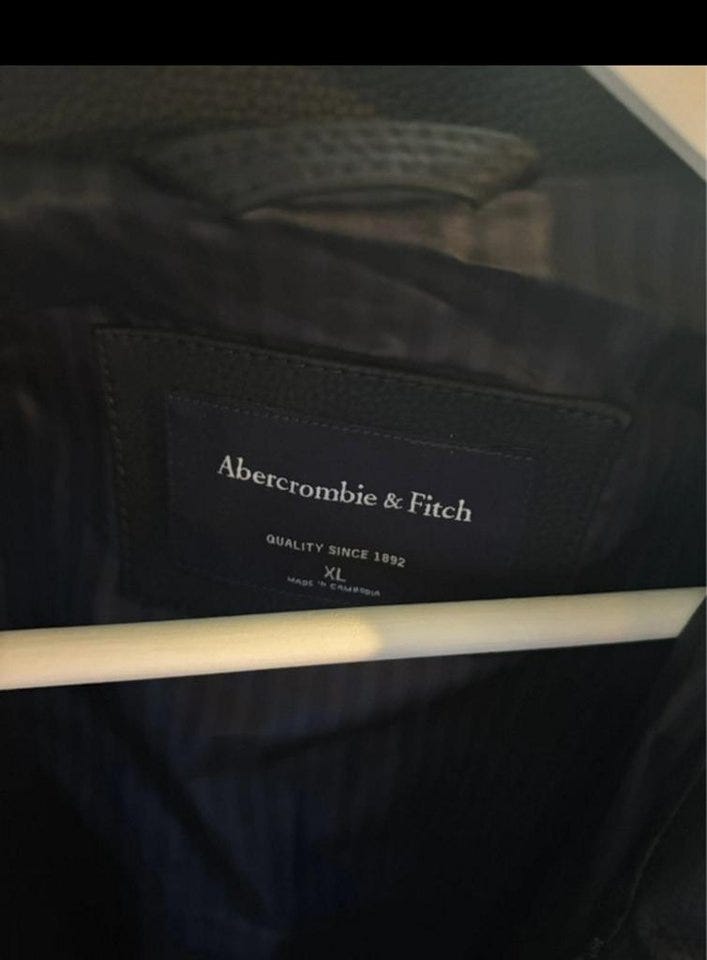 Abercrombie & Fitch
QUALITY SINCE 1892
XL
MADE IN CAMBODIA